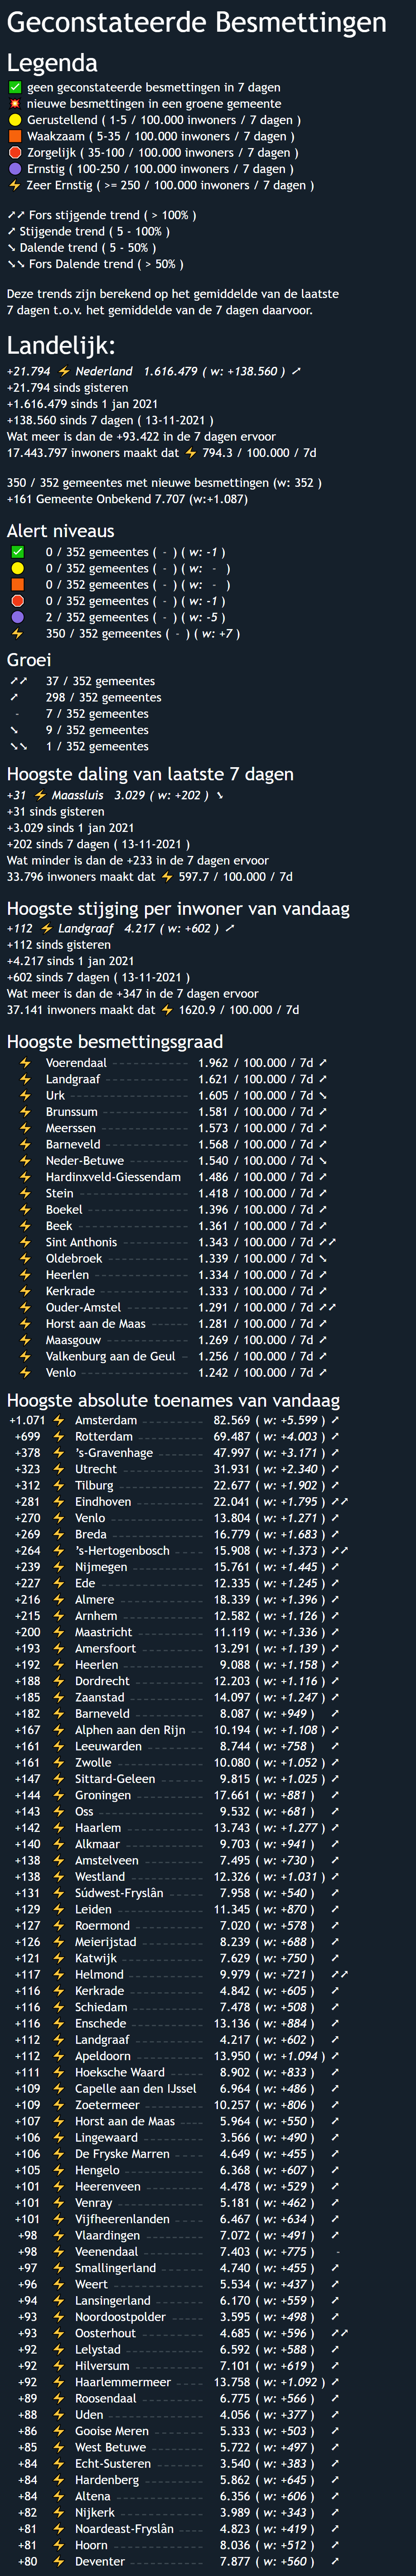 Geconstateerde Besmettingen
Legenda
geen geconstateerde besmettingen in 7 dagen
nieuwe besmettingen in een groene gemeente
Gerustellend ( 1-5 / 100.000 inwoners / 7 dagen )
Waakzaam ( 5-35 / 100.000 inwoners / 7 dagen )
Zorgelijk ( 35-100 / 100.000 inwoners / 7 dagen )
Ernstig ( 100-250 / 100.000 inwoners / 7 dagen )
⚡ Zeer Ernstig ( >= 250 / 100.000 inwoners / 7 dagen )
↗↗ Fors stijgende trend ( > 100% )
↗ Stijgende trend ( 5 - 100% )
↘ Dalende trend ( 5 - 50% )
↘↘ Fors Dalende trend ( > 50% )
Deze trends zijn berekend op het gemiddelde van de laatste
7 dagen t.o.v. het gemiddelde van de 7 dagen daarvoor.
Landelijk:
+21.794 ⚡ Nederland 1.616.479 ( w: +138.560 ) ↗
+21.794 sinds gisteren
+1.616.479 sinds 1 jan 2021
+138.560 sinds 7 dagen ( 13-11-2021 )
Wat meer is dan de +93.422 in de 7 dagen ervoor
17.443.797 inwoners maakt dat ⚡ 794.3 / 100.000 / 7d
350 / 352 gemeentes met nieuwe besmettingen (w: 352 )
+161 Gemeente Onbekend 7.707 (w:+1.087)
Alert niveaus
0 / 352 gemeentes ( - ) ( w: -1 )
0 / 352 gemeentes ( - ) ( w: - )
0 / 352 gemeentes ( - ) ( w: - )
0 / 352 gemeentes ( - ) ( w: -1 )
2 / 352 gemeentes ( - ) ( w: -5 )
⚡ 350 / 352 gemeentes ( - ) ( w: +7 )
Groei
↗↗ 37 / 352 gemeentes
↗ 298 / 352 gemeentes
- 7 / 352 gemeentes
↘ 9 / 352 gemeentes
↘↘ 1 / 352 gemeentes
Hoogste daling van laatste 7 dagen
+31 ⚡ Maassluis 3.029 ( w: +202 ) ↘
+31 sinds gisteren
+3.029 sinds 1 jan 2021
+202 sinds 7 dagen ( 13-11-2021 )
Wat minder is dan de +233 in de 7 dagen ervoor
33.796 inwoners maakt dat ⚡ 597.7 / 100.000 / 7d
Hoogste stijging per inwoner van vandaag
+112 ⚡ Landgraaf 4.217 ( w: +602 ) ↗
+112 sinds gisteren
+4.217 sinds 1 jan 2021
+602 sinds 7 dagen ( 13-11-2021 )
Wat meer is dan de +347 in de 7 dagen ervoor
37.141 inwoners maakt dat ⚡ 1620.9 / 100.000 / 7d
Hoogste besmettingsgraad
⚡ Voerendaal 1.962 / 100.000 / 7d ↗
⚡ Landgraaf 1.621 / 100.000 / 7d ↗
⚡ Urk 1.605 / 100.000 / 7d ↘
⚡ Brunssum 1.581 / 100.000 / 7d ↗
⚡ Meerssen 1.573 / 100.000 / 7d ↗
⚡ Barneveld 1.568 / 100.000 / 7d ↗
⚡ Neder-Betuwe 1.540 / 100.000 / 7d ↘
⚡ Hardinxveld-Giessendam 1.486 / 100.000 / 7d ↗
⚡ Stein 1.418 / 100.000 / 7d ↗
⚡ Boekel 1.396 / 100.000 / 7d ↗
⚡ Beek 1.361 / 100.000 / 7d ↗
⚡ Sint Anthonis 1.343 / 100.000 / 7d ↗↗
⚡ Oldebroek 1.339 / 100.000 / 7d ↘
⚡ Heerlen 1.334 / 100.000 / 7d ↗
⚡ Kerkrade 1.333 / 100.000 / 7d ↗
⚡ Ouder-Amstel 1.291 / 100.000 / 7d ↗↗
⚡ Horst aan de Maas 1.281 / 100.000 / 7d ↗
⚡ Maasgouw 1.269 / 100.000 / 7d ↗
⚡ Valkenburg aan de Geul 1.256 / 100.000 / 7d ↗
⚡ Venlo 1.242 / 100.000 / 7d ↗
Hoogste absolute toenames van vandaag
+1.071 ⚡ Amsterdam 82.569 ( w: +5.599 ) ↗
+699 ⚡ Rotterdam 69.487 ( w: +4.003 ) ↗
+378 ⚡ 's-Gravenhage 47.997 ( w: +3.171 ) ↗
+323 ⚡ Utrecht 31.931 ( w: +2.340 ) ↗
+312 ⚡ Tilburg 22.677 ( w: +1.902 ) ↗
+281 ⚡ Eindhoven 22.041 ( w: +1.795 ) ↗↗
+270 ⚡ Venlo 13.804 ( w: +1.271 ) ↗
+269 ⚡ Breda 16.779 ( w: +1.683 ) ↗
+264 ⚡ 's-Hertogenbosch 15.908 ( w: +1.373 ) ↗↗
+239 ⚡ Nijmegen 15.761 ( w: +1.445 ) ↗
+227 ⚡ Ede 12.335 ( w: +1.245 ) ↗
+216 ⚡ Almere 18.339 ( w: +1.396 ) ↗
+215 ⚡ Arnhem 12.582 ( w: +1.126 ) ↗
+200 ⚡ Maastricht 11.119 ( w: +1.336 ) ↗
+193 ⚡ Amersfoort 13.291 ( w: +1.139 ) ↗
+192 ⚡ Heerlen 9.088 ( w: +1.158 ) ↗
+188 ⚡ Dordrecht 12.203 ( w: +1.116 ) ↗
+185 ⚡ Zaanstad 14.097 ( w: +1.247 ) ↗
+182 ⚡ Barneveld 8.087 ( w: +949 ) ↗
+167 ⚡ Alphen aan den Rijn 10.194 ( w: +1.108 ) ↗
+161 ⚡ Leeuwarden 8.744 ( w: +758 ) ↗
+161 ⚡ Zwolle 10.080 ( w: +1.052 ) ↗
+147 ⚡ Sittard-Geleen 9.815 ( w: +1.025 ) ↗
+144 ⚡ Groningen 17.661 ( w: +881 ) ↗
+143 ⚡ Oss 9.532 ( w: +681 ) ↗
+142 ⚡ Haarlem 13.743 ( w: +1.277 ) ↗
+140 ⚡ Alkmaar 9.703 ( w: +941 ) ↗
+138 ⚡ Amstelveen 7.495 ( w: +730 ) ↗
+138 ⚡ Westland 12.326 ( w: +1.031 ) ↗
+131 ⚡ Súdwest-Fryslân 7.958 ( w: +540 ) ↗
+129 ⚡ Leiden 11.345 ( w: +870 ) ↗
+127 ⚡ Roermond 7.020 ( w: +578 ) ↗
+126 ⚡ Meierijstad 8.239 ( w: +688 ) ↗
+121 ⚡ Katwijk 7.629 ( w: +750 ) ↗
+117 ⚡ Helmond 9.979 ( w: +721 ) ↗↗
+116 ⚡ Kerkrade 4.842 ( w: +605 ) ↗
+116 ⚡ Schiedam 7.478 ( w: +508 ) ↗
+116 ⚡ Enschede 13.136 ( w: +884 ) ↗
+112 ⚡ Landgraaf 4.217 ( w: +602 ) ↗
+112 ⚡ Apeldoorn 13.950 ( w: +1.094 ) ↗
+111 ⚡ Hoeksche Waard 8.902 ( w: +833 ) ↗
+109 ⚡ Capelle aan den IJssel 6.964 ( w: +486 ) ↗
+109 ⚡ Zoetermeer 10.257 ( w: +806 ) ↗
+107 ⚡ Horst aan de Maas 5.964 ( w: +550 ) ↗
+106 ⚡ Lingewaard 3.566 ( w: +490 ) ↗
+106 ⚡ De Fryske Marren 4.649 ( w: +455 ) ↗
+105 ⚡ Hengelo 6.368 ( w: +607 ) ↗
+101 ⚡ Heerenveen 4.478 ( w: +529 ) ↗
+101 ⚡ Venray 5.181 ( w: +462 ) ↗
+101 ⚡ Vijfheerenlanden 6.467 ( w: +634 ) ↗
+98 ⚡ Vlaardingen 7.072 ( w: +491 ) ↗
+98 ⚡ Veenendaal 7.403 ( w: +775 ) -
+97 ⚡ Smallingerland 4.740 ( w: +455 ) ↗
+96 ⚡ Weert 5.534 ( w: +437 ) ↗
+94 ⚡ Lansingerland 6.170 ( w: +559 ) ↗
+93 ⚡ Noordoostpolder 3.595 ( w: +498 ) ↗
+93 ⚡ Oosterhout 4.685 ( w: +596 ) ↗↗
+92 ⚡ Lelystad 6.592 ( w: +588 ) ↗
+92 ⚡ Hilversum 7.101 ( w: +619 ) ↗
+92 ⚡ Haarlemmermeer 13.758 ( w: +1.092 ) ↗
+89 ⚡ Roosendaal 6.775 ( w: +566 ) ↗
+88 ⚡ Uden 4.056 ( w: +377 ) ↗
+86 ⚡ Gooise Meren 5.333 ( w: +503 ) ↗
+85 ⚡ West Betuwe 5.722 ( w: +497 ) ↗
+84 ⚡ Echt-Susteren 3.540 ( w: +383 ) ↗
+84 ⚡ Hardenberg 5.862 ( w: +645 ) ↗
+84 ⚡ Altena 6.356 ( w: +606 ) ↗
+82 ⚡ Nijkerk 3.989 ( w: +343 ) ↗
+81 ⚡ Noardeast-Fryslân 4.823 ( w: +419 ) ↗
+81 ⚡ Hoorn 8.036 ( w: +512 ) ↗
+80 ⚡ Deventer 7.877 ( w: +560 ) ↗